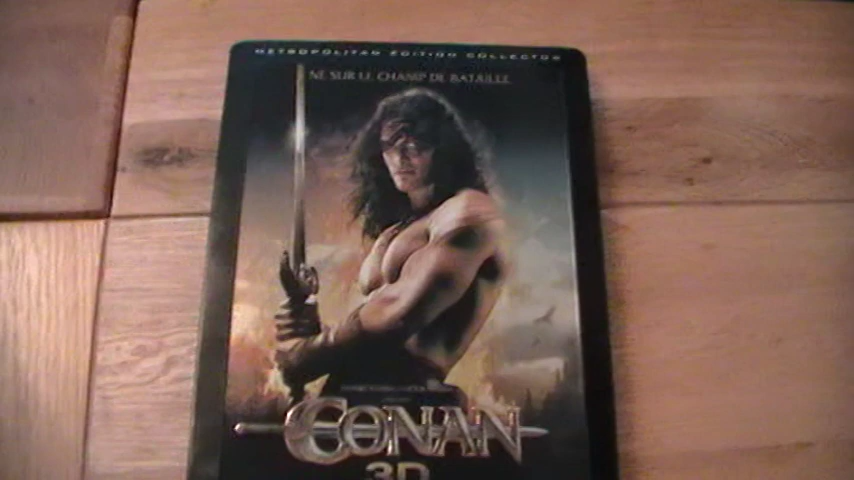 METROPOLITAN EDITION COLLECTOR
NÉ SUR LE CHAMP DE BATAILLE
CONAN
3D